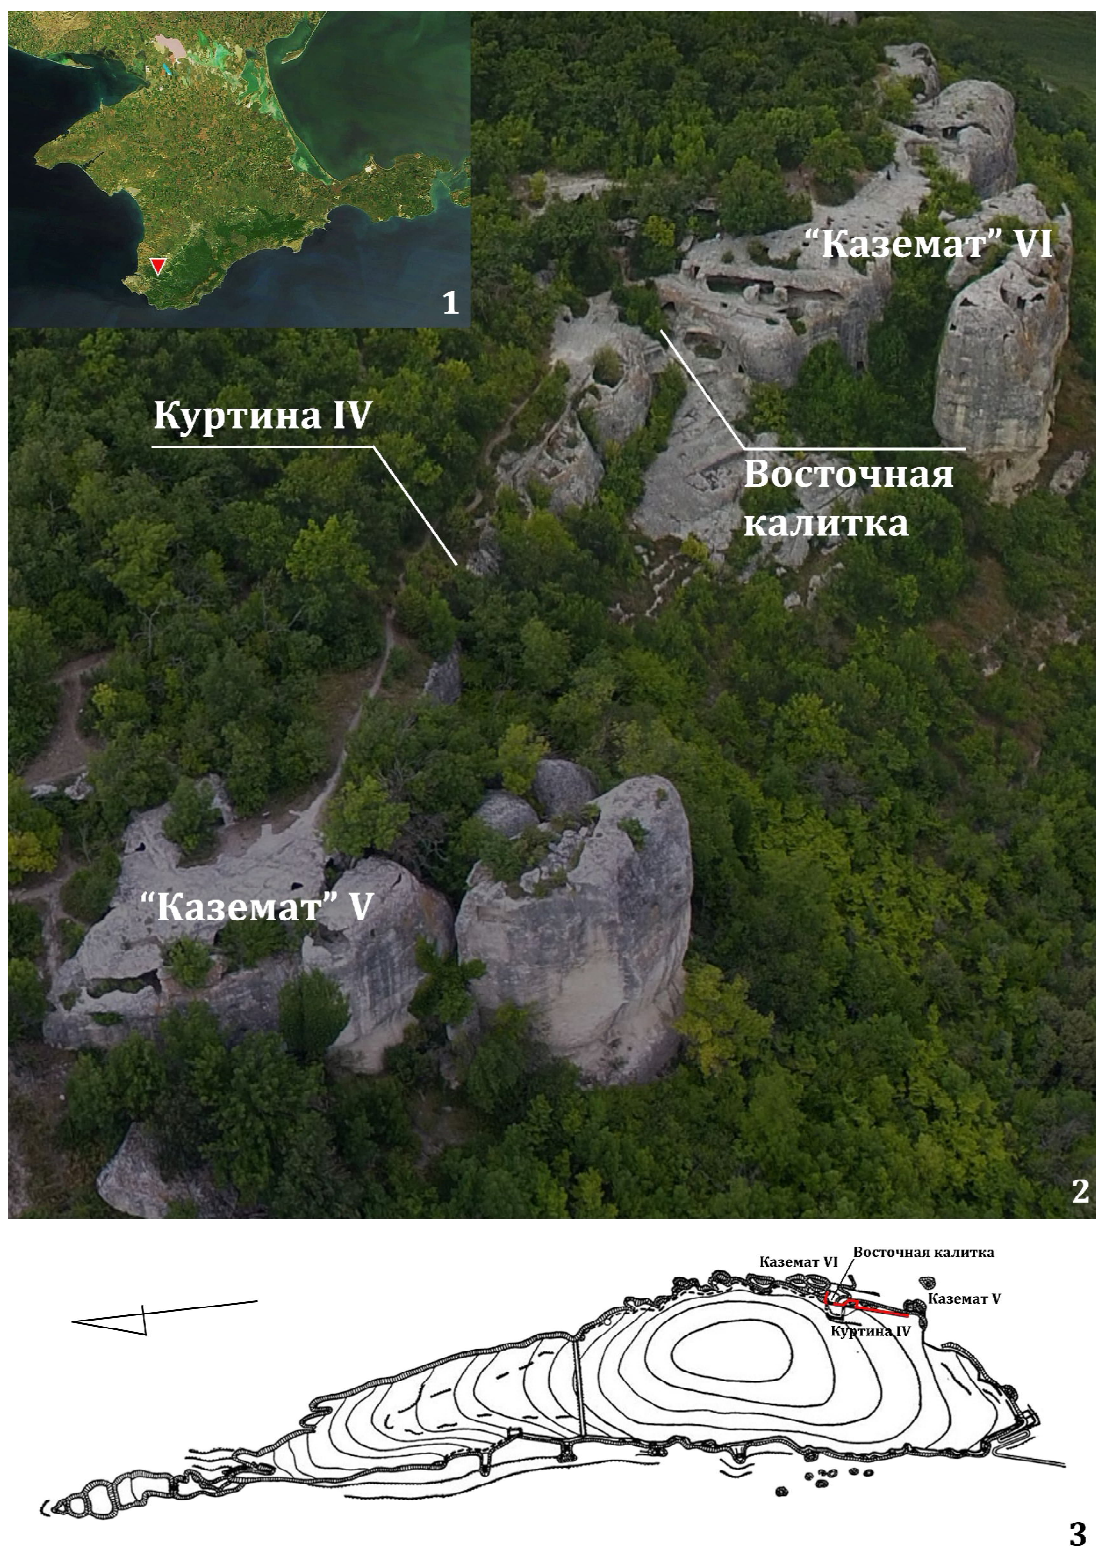 1
“Каземат” VI
Куртина IV
Восточная
калитка
“Каземат” V
2
Каземат VI
Восточная калитка
Каземат V
Куртина IV
3